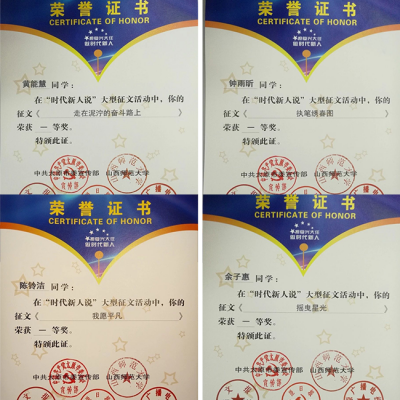 荣誉证书
CERTIFICATE OF HONOR
黄能慧 同学:
在“时代新人说”大型征文活动中,你的
征文《 走在泥泞的奋斗路上 》
荣获 一 等奖。
特颁此证。
山西师范大学
荣誉证书
CERTIFICATE OF HONOR
钟雨昕 同学:
在“时代新人说”大型征文活动中,你的
征文《 执笔绣春图 》
荣获 一 等奖。
特颁此证。
山西师范大学
荣誉证书
CERTIFICATE OF HONOR
陈铃洁 同学:
在“时代新人说”大型征文活动中,你的
征文《 我愿平凡 》
荣获 一 等奖。
特颁此证。
山西师范大学
荣誉证书
CERTIFICATE OF HONOR
余子惠 同学:
在“时代新人说”大型征文活动中,你的
征文《 摇曳星光 》
荣获 一 等奖。
特颁此证。
山西师范大学